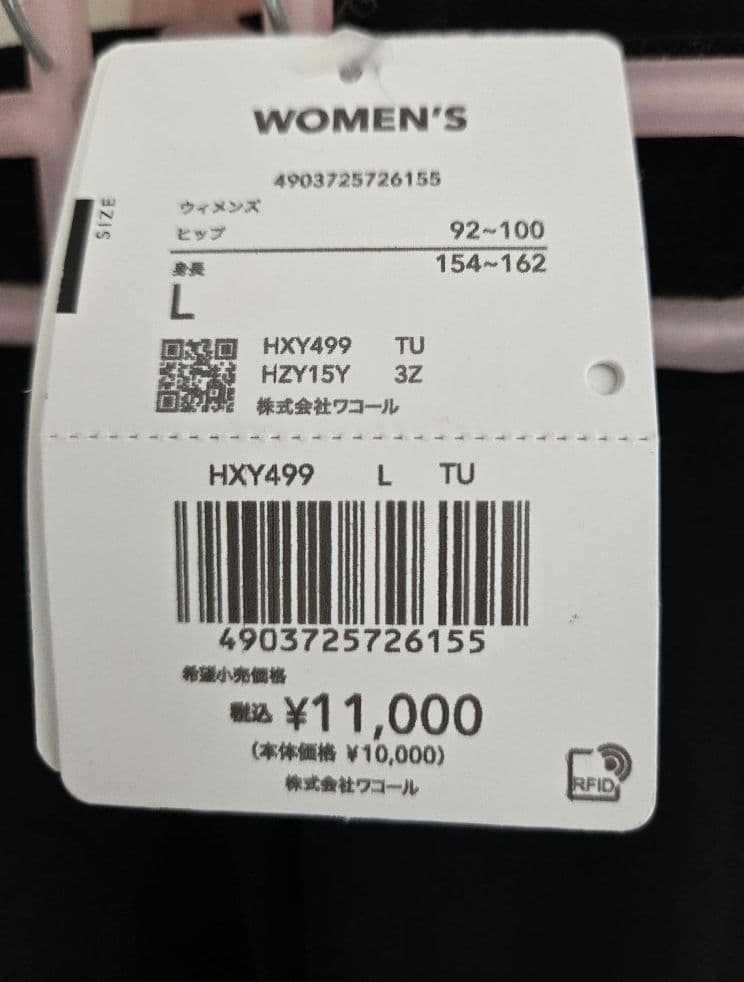 WOMEN'S
4903725726155
SIZE
ウィメンズ
ヒップ 92~100
身長 154~162
L
HXY499 TU
HZY15Y 3Z
株式会社ワコール
HXY499 L TU
4903725726155
希望小売価格
税込 ¥11,000
(本体価格 ¥10,000)
株式会社ワコール
RFID